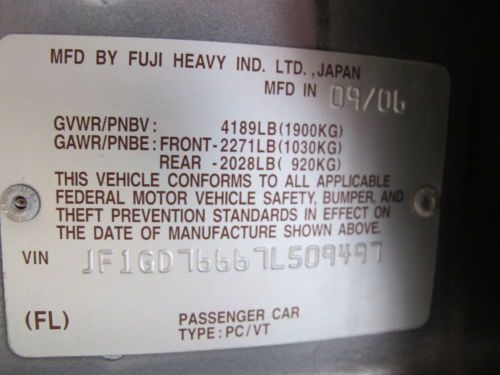 MFD BY FUJI HEAVY IND. LTD., JAPAN
MFD IN 09/06
GVWR/PNBV: 4189LB(1900KG)
GAWR/PNBE: FRONT-2271LB(1030KG)
REAR -2028LB( 920KG)
THIS VEHICLE CONFORMS TO ALL APPLICABLE
FEDERAL MOTOR VEHICLE SAFETY, BUMPER, AND
THEFT PREVENTION STANDARDS IN EFFECT ON
THE DATE OF MANUFACTURE SHOWN ABOVE.
VIN JF1GD76667L509497
(FL) PASSENGER CAR
TYPE: PC/VT